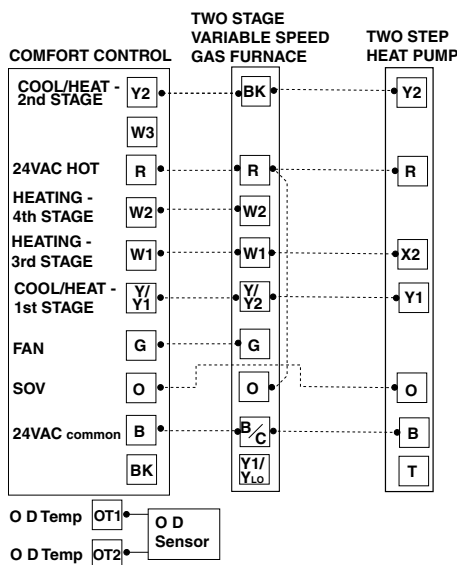 TWO STAGE
VARIABLE SPEED
GAS FURNACE
TWO STEP
HEAT PUMP
COMFORT CONTROL
COOL/HEAT -
2nd STAGE
Y2
BK
Y2
W3
24VAC HOT
R
R
R
HEATING -
4th STAGE
W2
W2
HEATING -
3rd STAGE
W1
W1
X2
COOL/HEAT -
1st STAGE
Y/
Y1
Y/
Y2
Y1
FAN
G
G
SOV
O
O
O
24VAC common
B
B/C
B
BK
Y1/
YLO
T
O D Temp
OT1
O D
Sensor
O D Temp
OT2